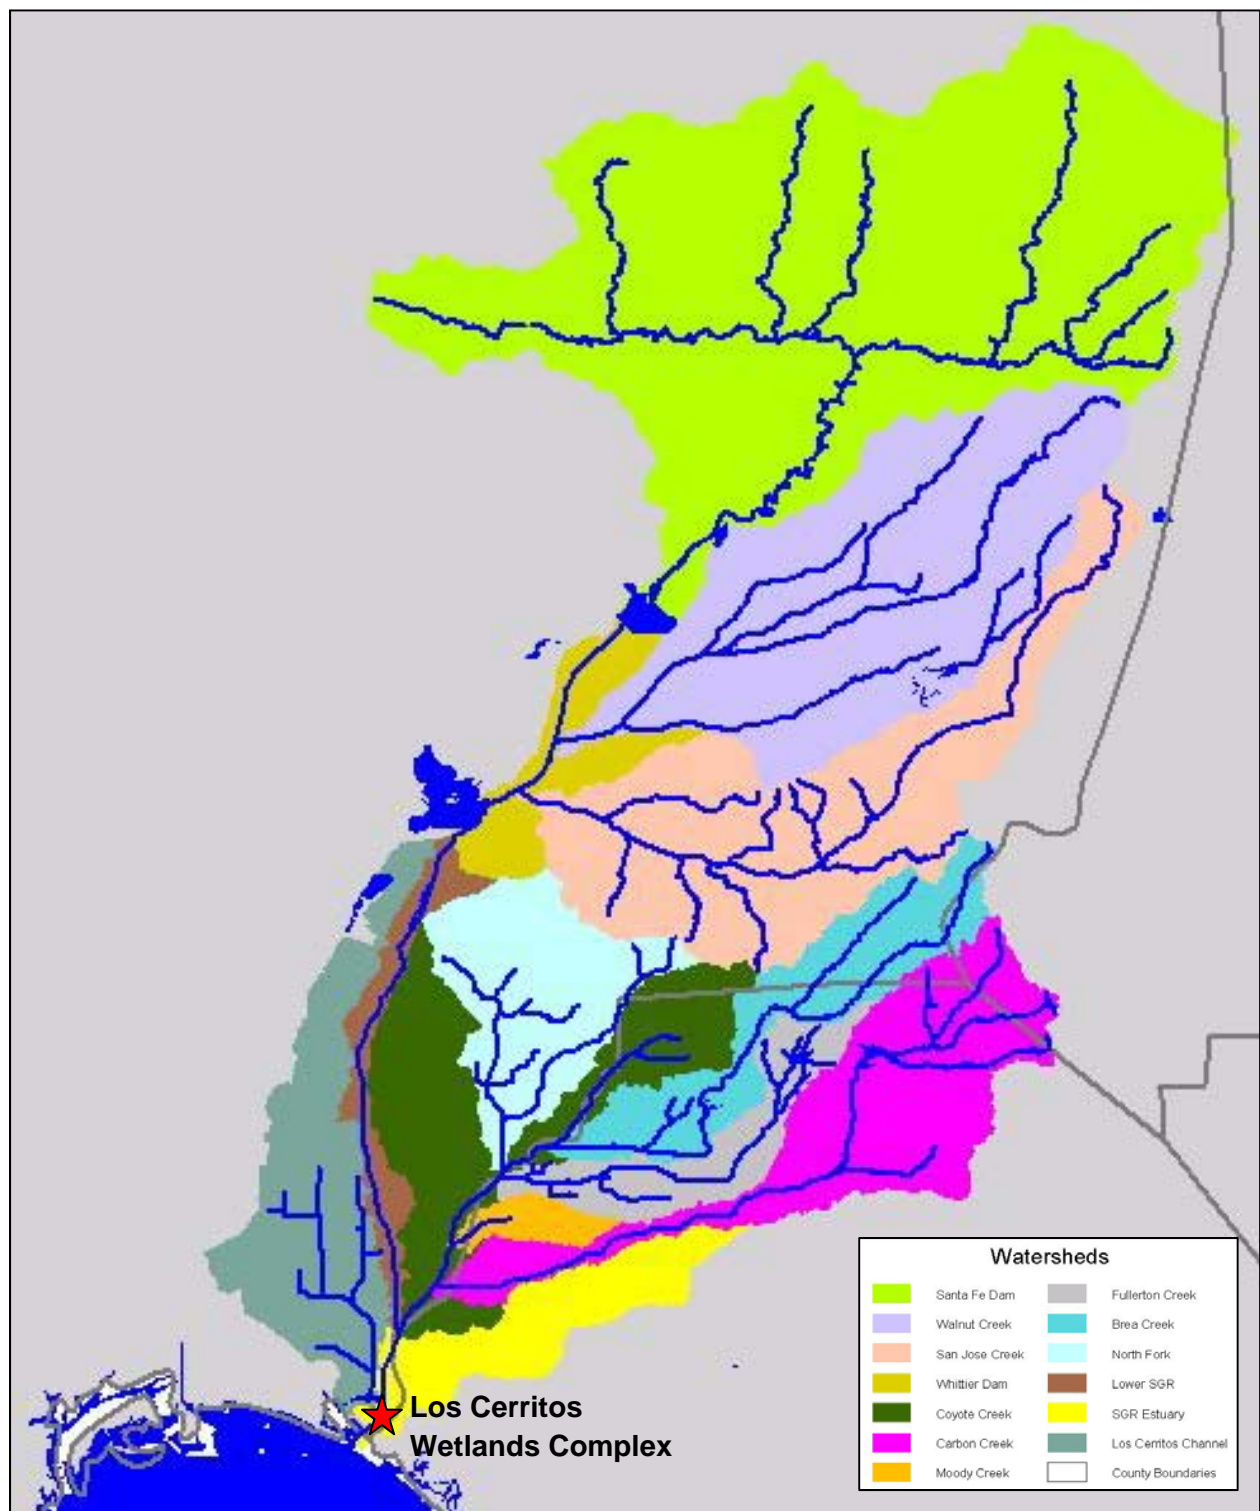 Los Cerritos
Wetlands Complex
Watersheds
Santa Fe Dam
Walnut Creek
San Jose Creek
Whittier Dam
Coyote Creek
Carbon Creek
Moody Creek
Fullerton Creek
Brea Creek
North Fork
Lower SGR
SGR Estuary
Los Cerritos Channel
County Boundaries